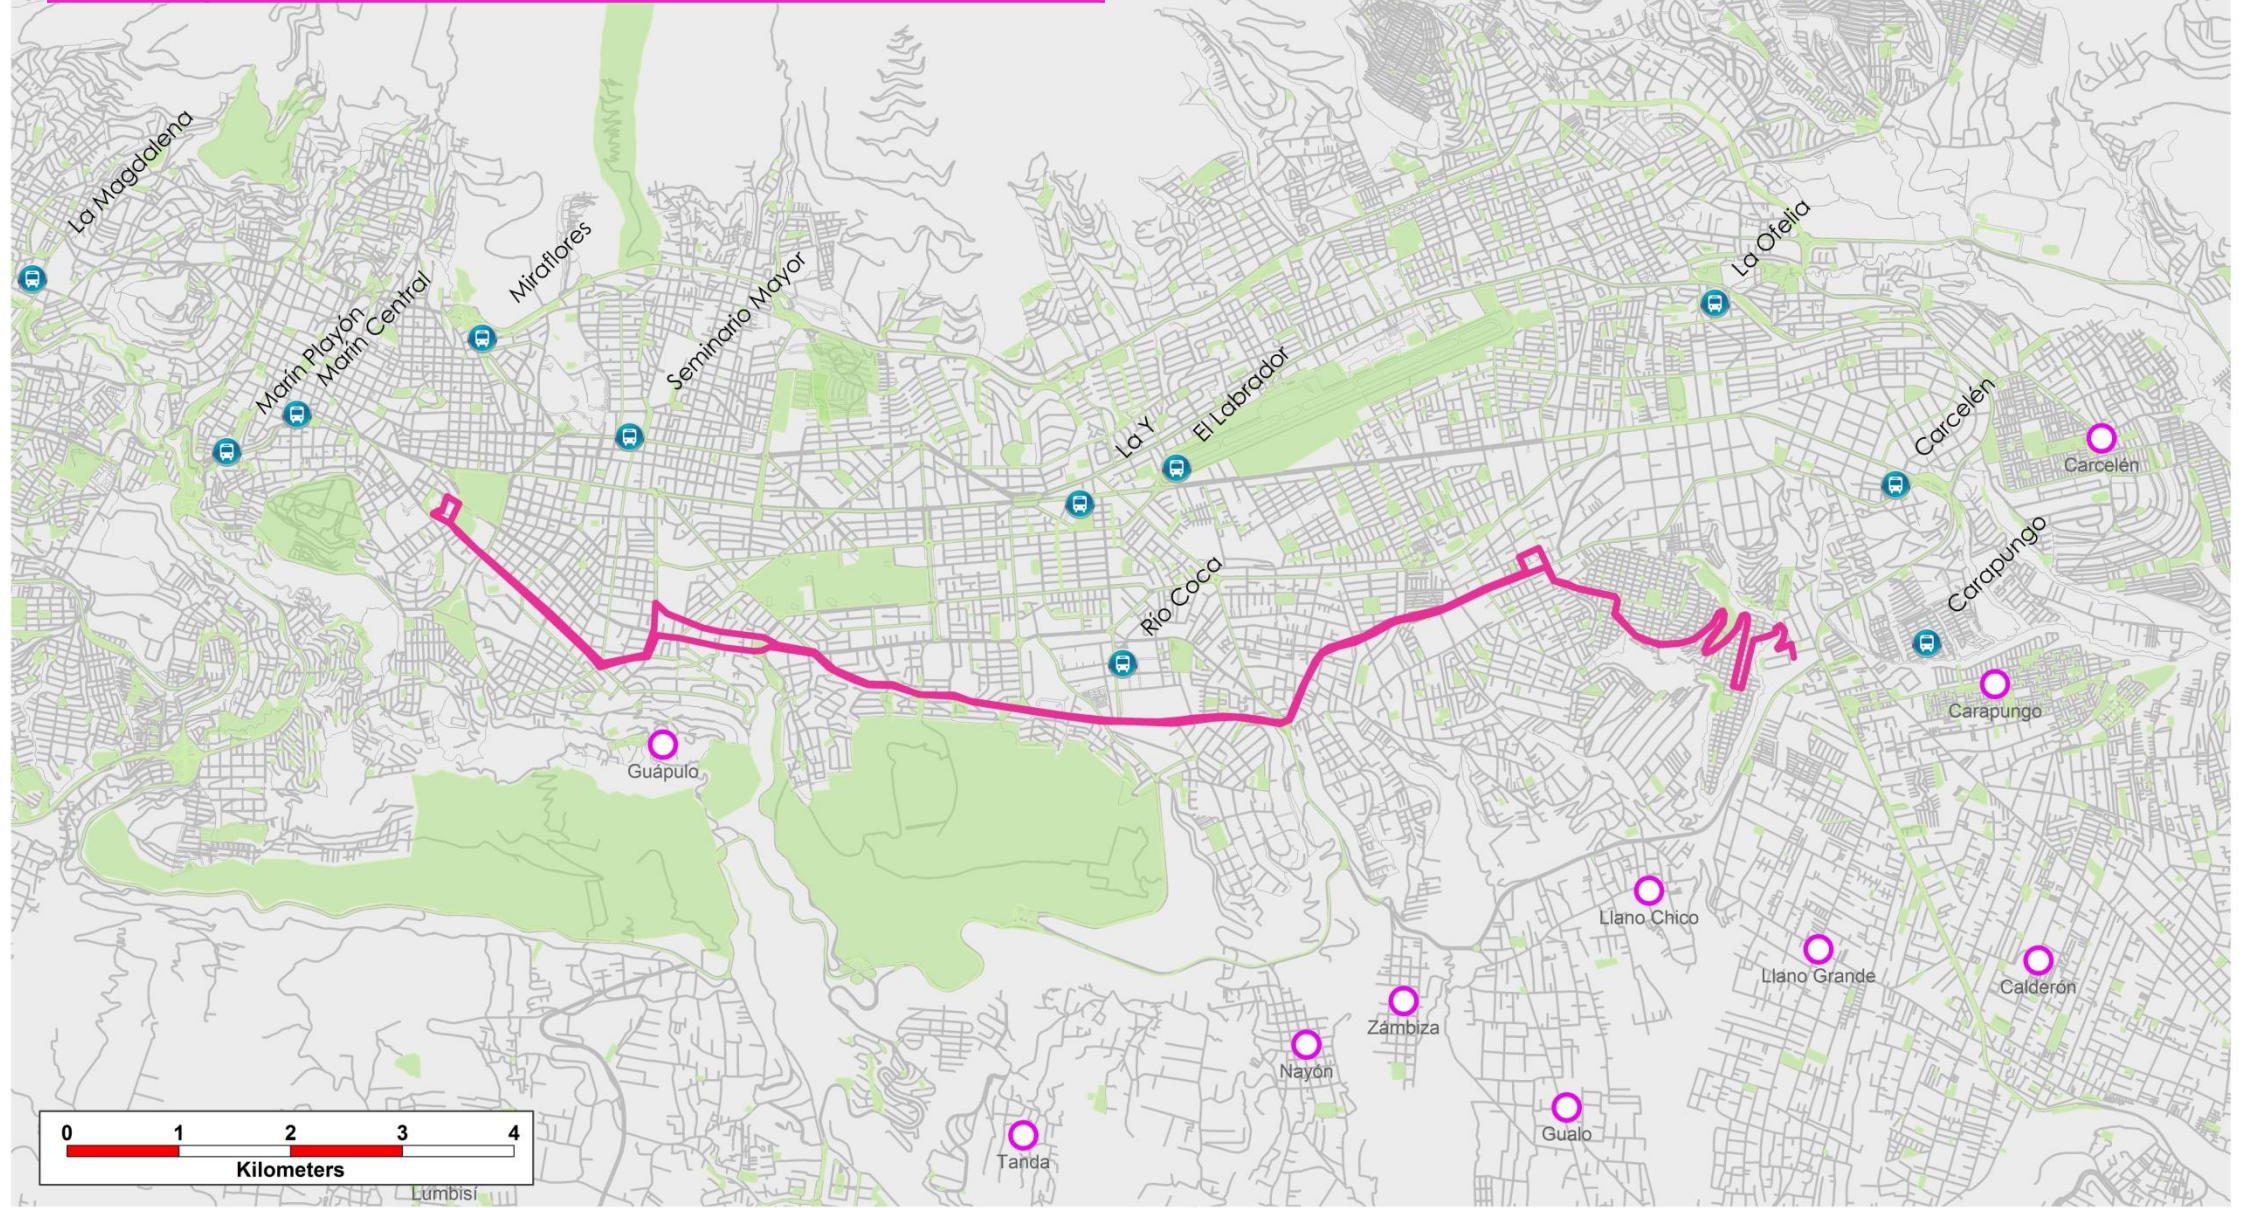 La Magdalena
Marín Playón
Marín Central
Miraflores
Seminario Mayor
La Y
El Labrador
Río Coca
La Ofelia
Carcelén
Carapungo
Carcelén
Carapungo
Guápulo
Llano Chico
Llano Grande
Calderón
Zámbiza
Nayón
Gualo
Tanda
0 1 2 3 4
Kilometers
Lumbisí